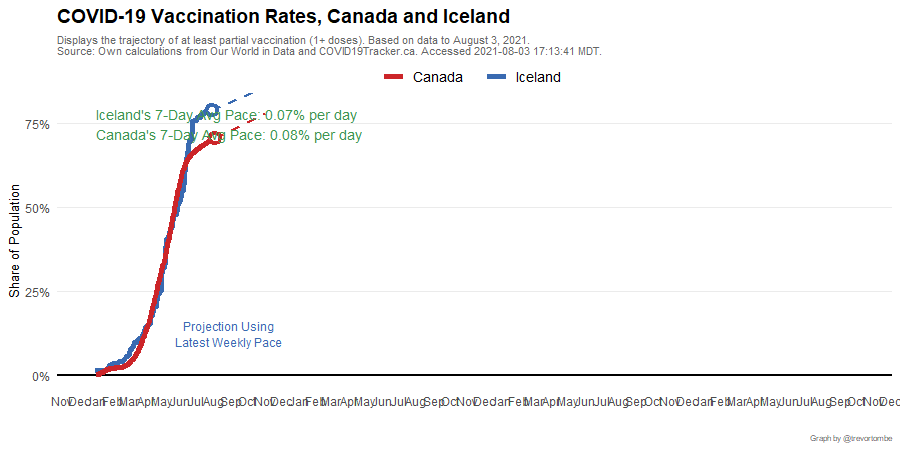 COVID-19 Vaccination Rates, Canada and Iceland
Displays the trajectory of at least partial vaccination (1+ doses). Based on data to August 3, 2021.
Source: Own calculations from Our World in Data and COVID19Tracker.ca. Accessed 2021-08-03 17:13:41 MDT.
Canada Iceland
Iceland's 7-Day Avg Pace: 0.07% per day
75%
Canada's 7-Day Avg Pace: 0.08% per day
50%
Share of Population
25%
Projection Using
Latest Weekly Pace
0%
Nov Dec Jan Feb Mar Apr May Jun Jul Aug Sep Oct Nov Dec Jan Feb Mar Apr May Jun Jul Aug Sep Oct Nov Dec Jan Feb Mar Apr May Jun Jul Aug Sep Oct Nov Dec Jan Feb Mar Apr May Jun Jul Aug Sep Oct Nov Dec
Graph by @trevortombe